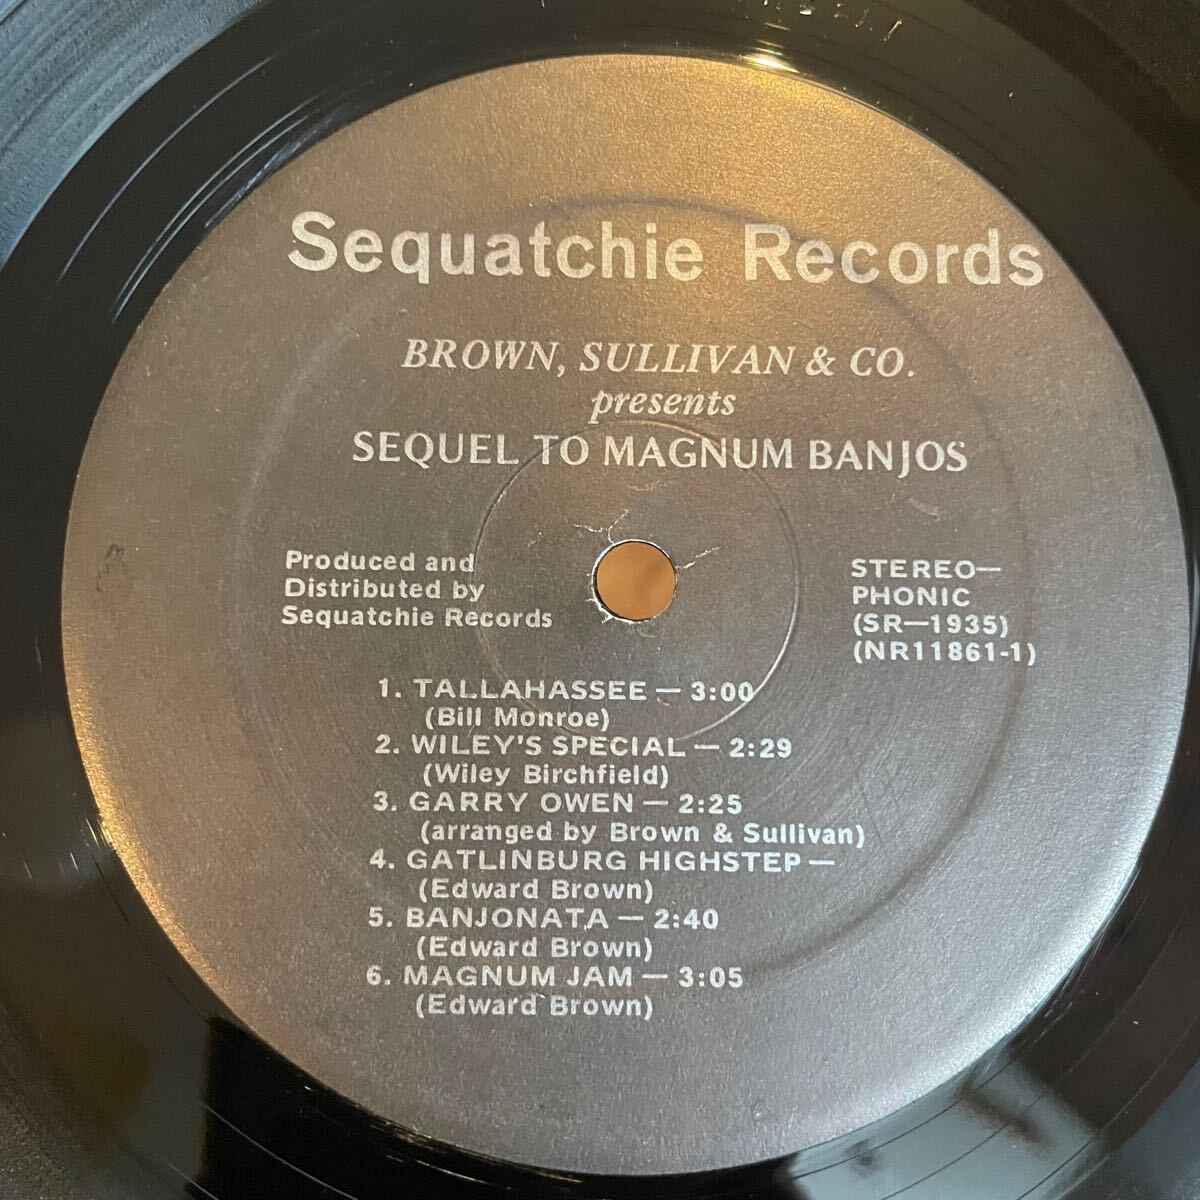 Sequatchie Records
BROWN, SULLIVAN & CO.
presents
SEQUEL TO MAGNUM BANJOS
Produced and
Distributed by
Sequatchie Records
STEREO—
PHONIC
(SR—1935)
(NR11861-1)
1. TALLAHASSEE — 3:00
(Bill Monroe)
2. WILEY'S SPECIAL — 2:29
(Wiley Birchfield)
3. GARRY OWEN — 2:25
(arranged by Brown & Sullivan)
4. GATLINBURG HIGHSTEP —
(Edward Brown)
5. BANJONATA — 2:40
(Edward Brown)
6. MAGNUM JAM — 3:05
(Edward Brown)